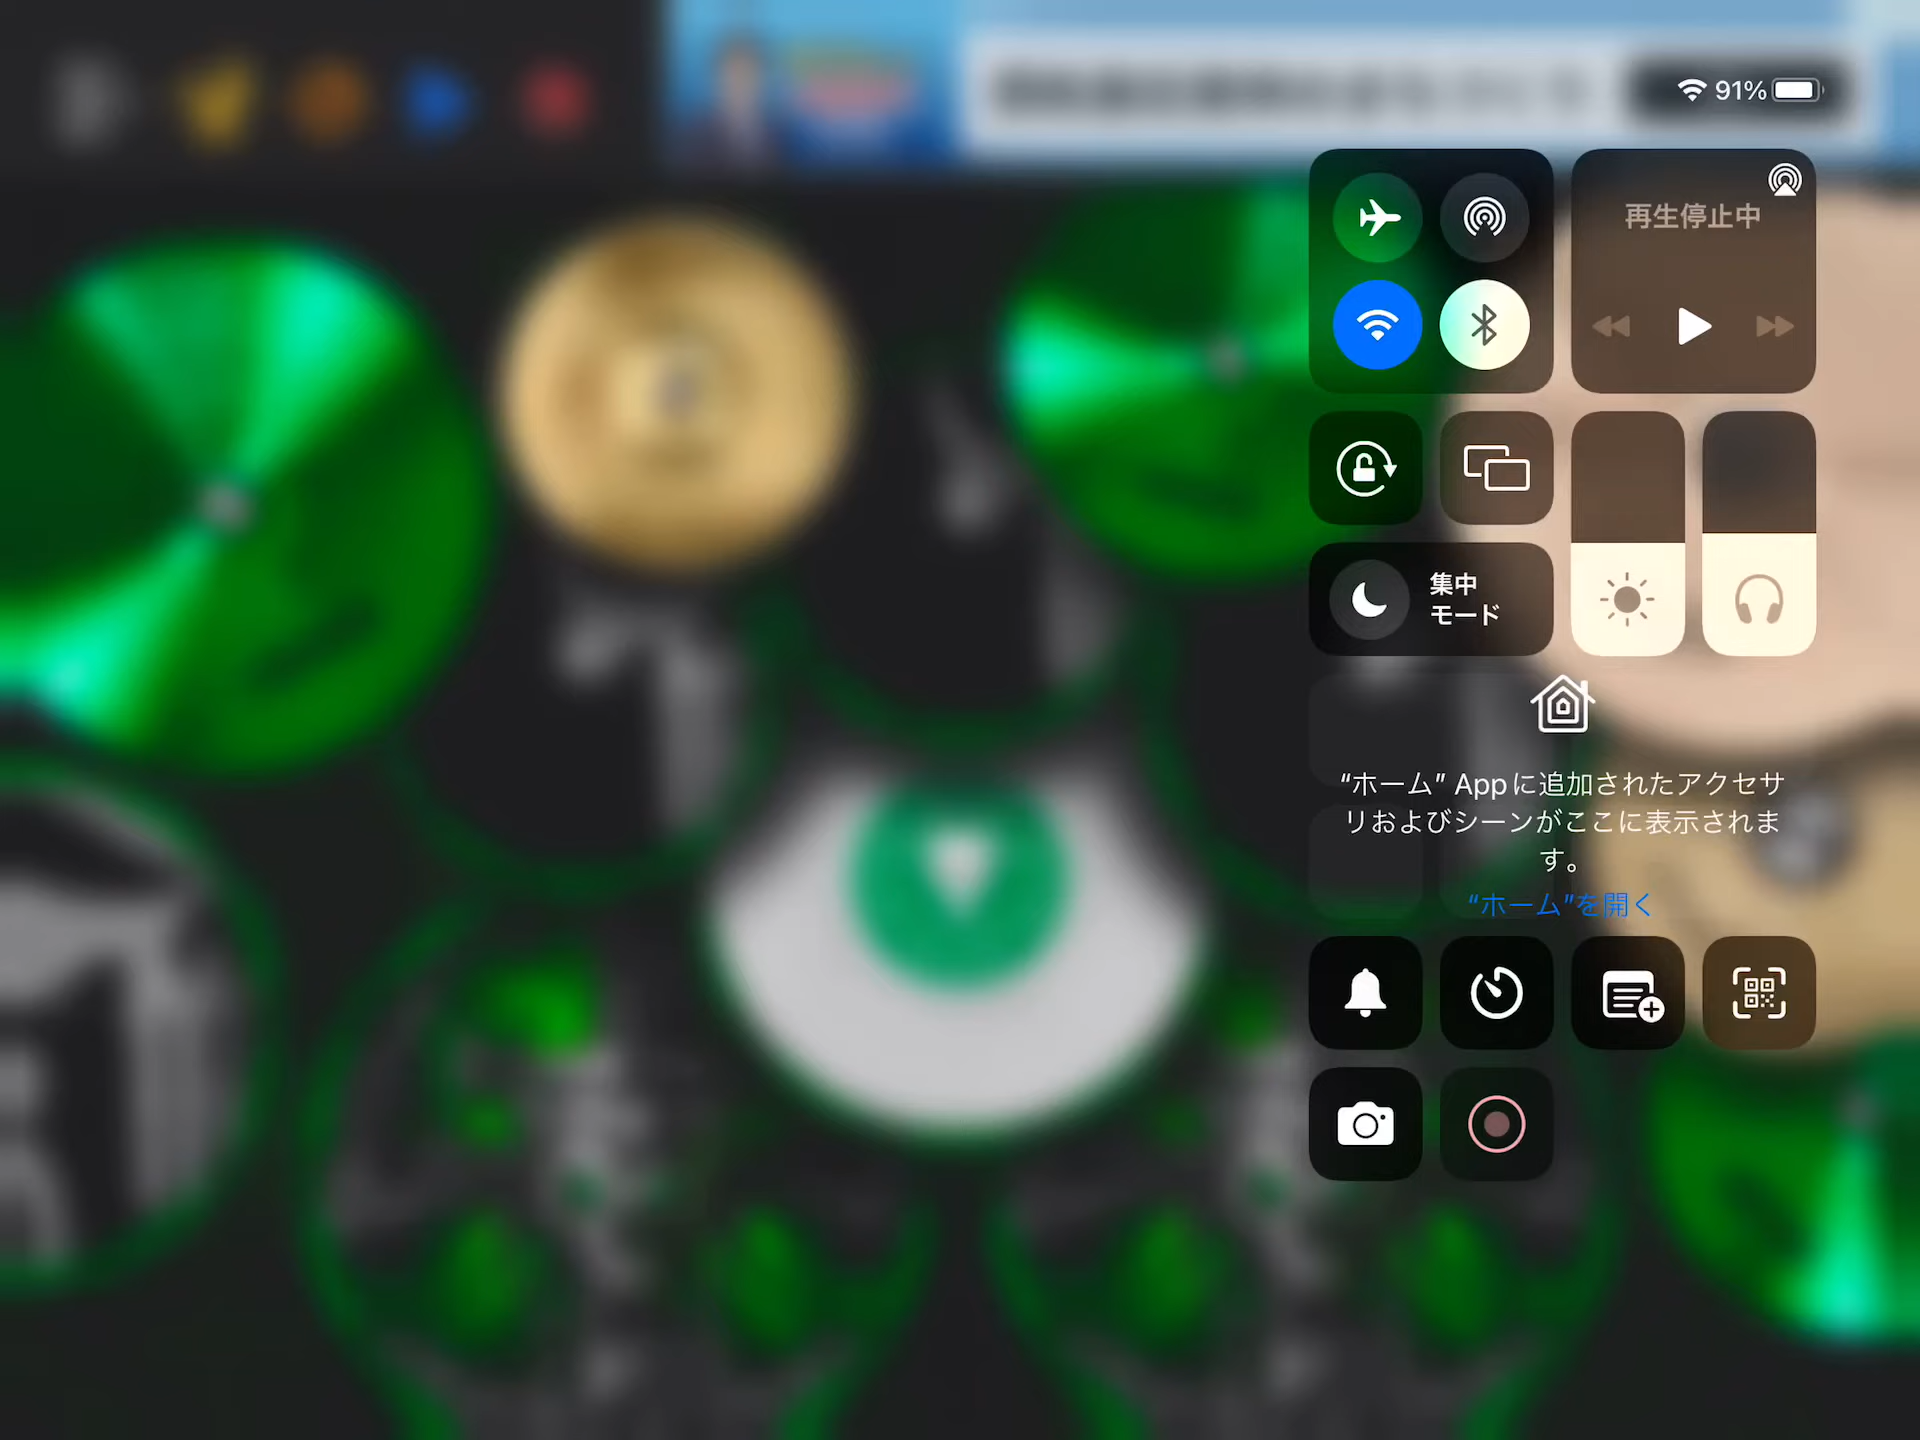 91%
再生停止中
集中
モード
“ホーム” Appに追加されたアクセサ
リおよびシーンがここに表示されま
す。
“ホーム”を開く